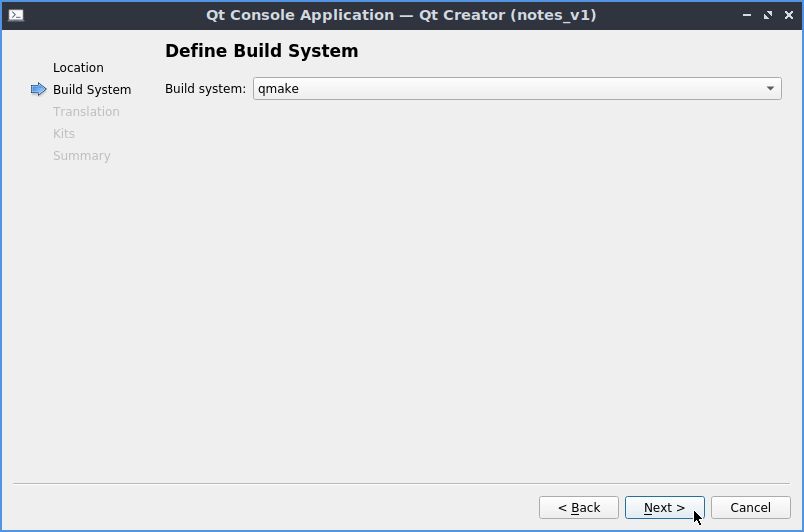 Qt Console Application — Qt Creator (notes_v1)
Define Build System
Location
Build System
Translation
Kits
Summary
Build system: qmake
< Back
Next >
Cancel